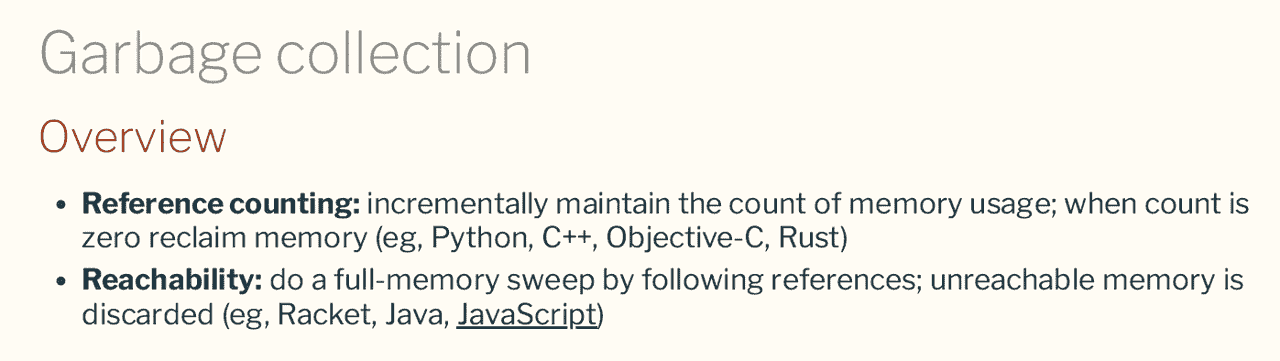 Garbage collection
Overview
• Reference counting: incrementally maintain the count of memory usage; when count is
zero reclaim memory (eg, Python, C++, Objective-C, Rust)
• Reachability: do a full-memory sweep by following references; unreachable memory is
discarded (eg, Racket, Java, JavaScript)